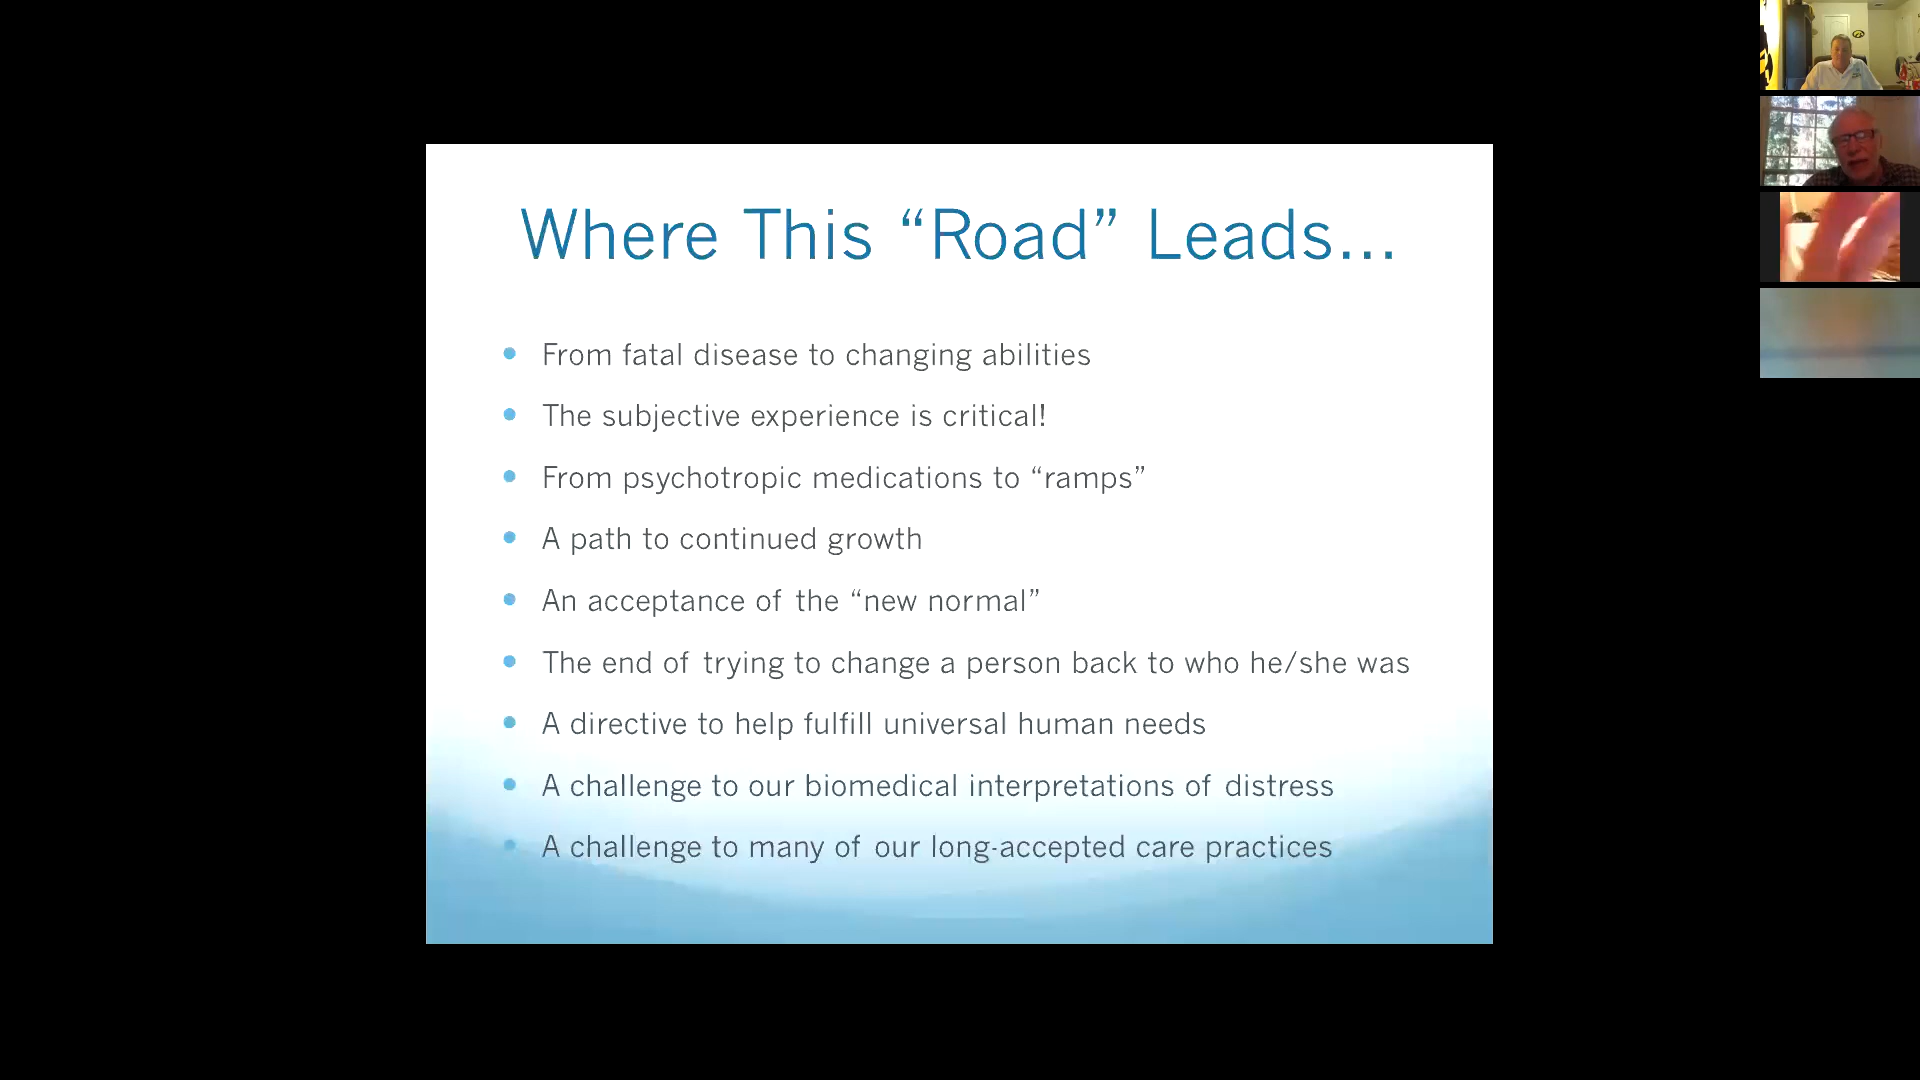 Where This “Road” Leads...
From fatal disease to changing abilities
The subjective experience is critical!
From psychotropic medications to “ramps”
A path to continued growth
An acceptance of the “new normal”
The end of trying to change a person back to who he/she was
A directive to help fulfill universal human needs
A challenge to our biomedical interpretations of distress
A challenge to many of our long-accepted care practices